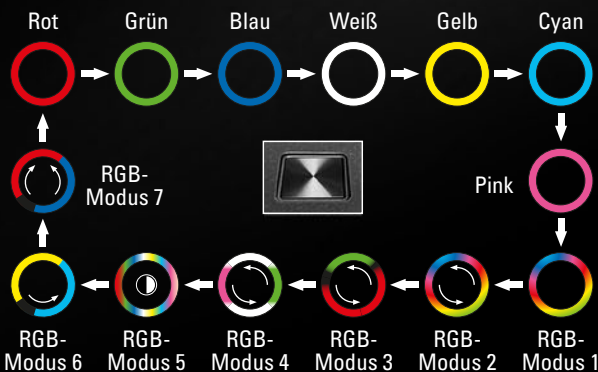 Rot Grün Blau Weiß Gelb Cyan
RGB-
Modus 7
Pink
RGB-
Modus 6
RGB-
Modus 5
RGB-
Modus 4
RGB-
Modus 3
RGB-
Modus 2
RGB-
Modus 1